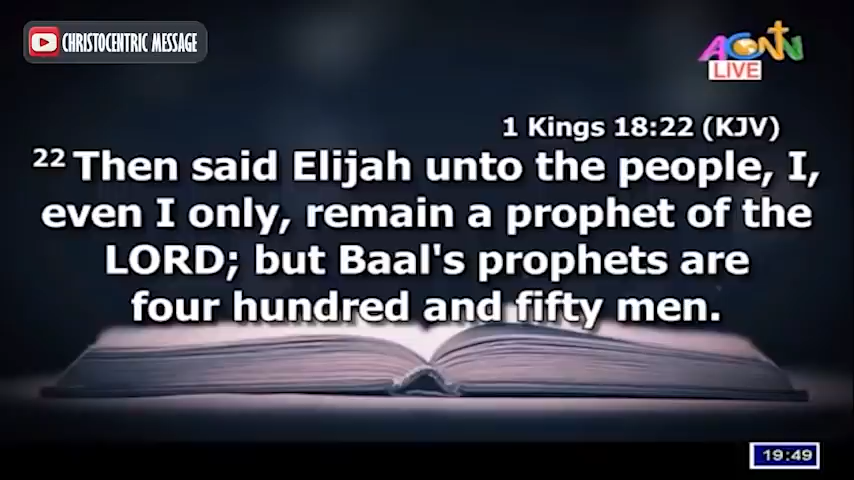 CHRISTOCENTRIC MESSAGE
ACNN
LIVE
1 Kings 18:22 (KJV)
22 Then said Elijah unto the people, I,
even I only, remain a prophet of the
LORD; but Baal's prophets are
four hundred and fifty men.
19:49